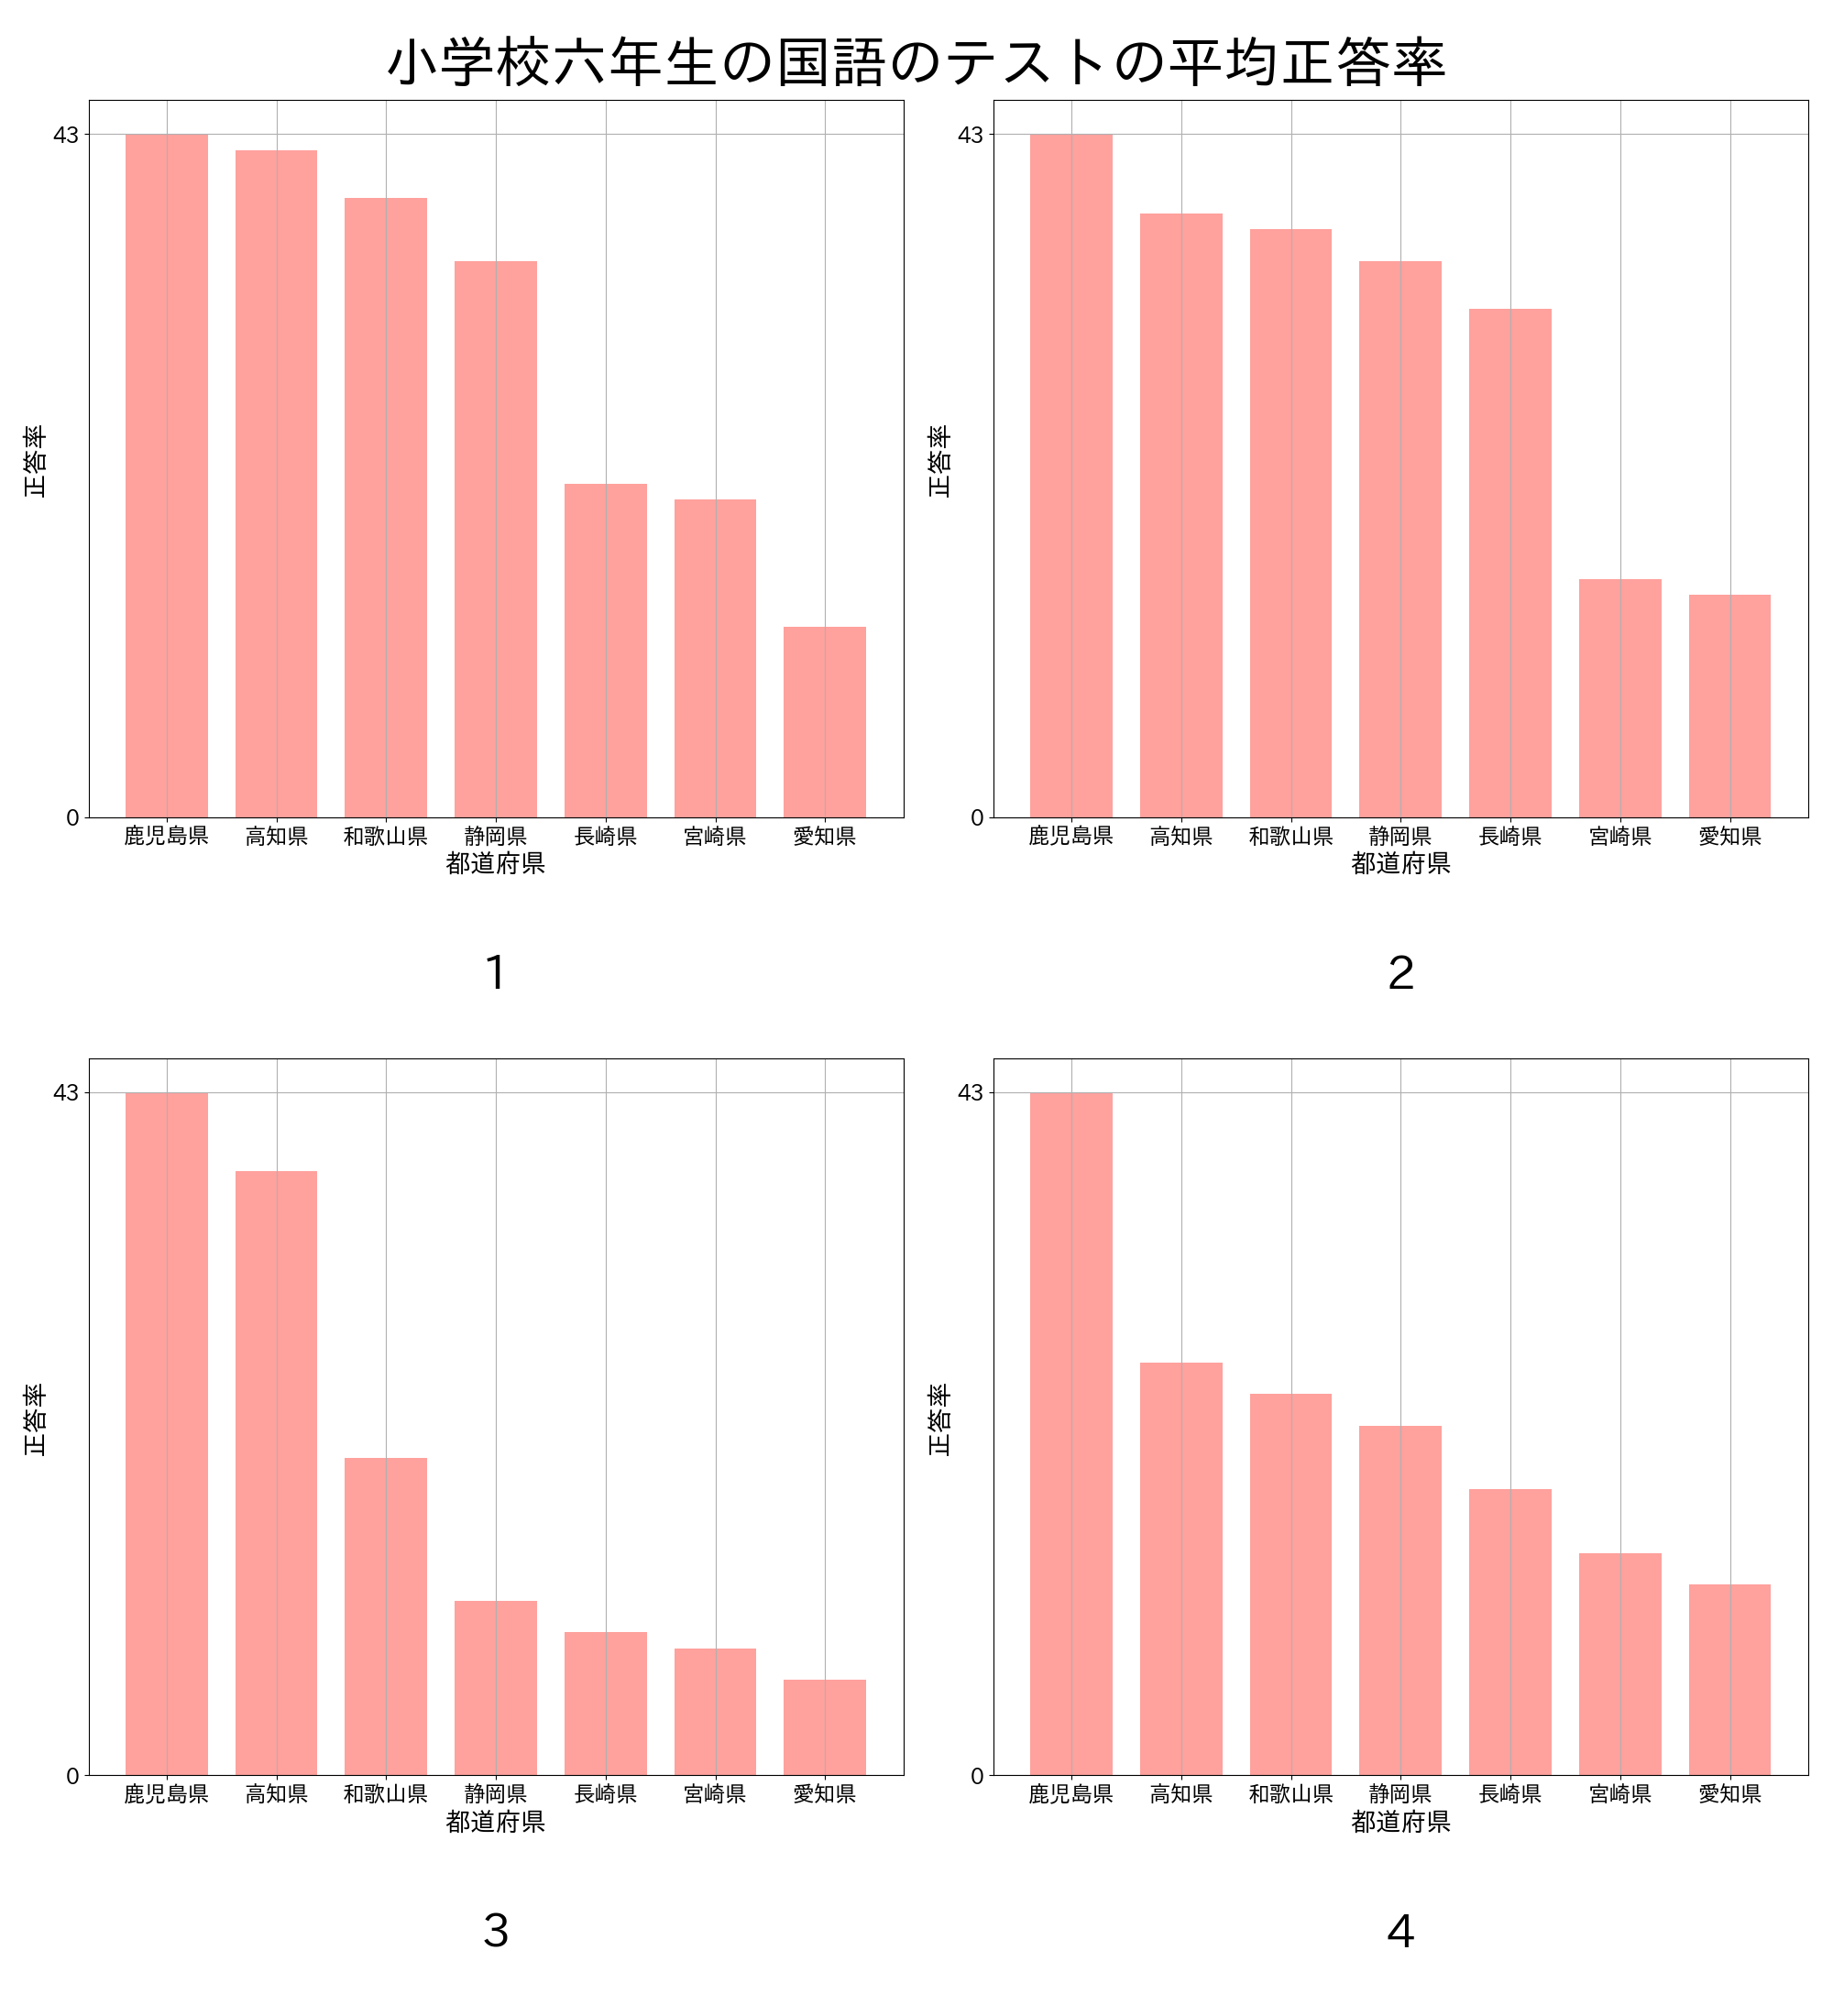 小学校六年生の国語のテストの平均正答率
43
0
正答率
鹿児島県 高知県 和歌山県 静岡県 長崎県 宮崎県 愛知県
都道府県
1
43
0
正答率
鹿児島県 高知県 和歌山県 静岡県 長崎県 宮崎県 愛知県
都道府県
2
43
0
正答率
鹿児島県 高知県 和歌山県 静岡県 長崎県 宮崎県 愛知県
都道府県
3
43
0
正答率
鹿児島県 高知県 和歌山県 静岡県 長崎県 宮崎県 愛知県
都道府県
4